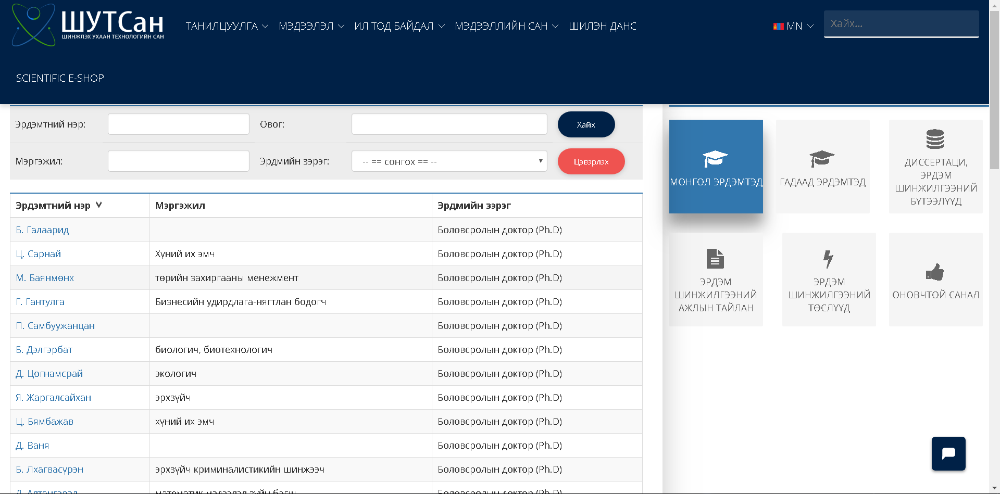 ШУТСан
ШИНЖЛЭХ УХААН ТЕХНОЛОГИЙН САН
ТАНИЛЦУУЛГА
МЭДЭЭЛЭЛ
ИЛ ТОД БАЙДАЛ
МЭДЭЭЛЛИЙН САН
ШИЛЭН ДАНС
MN
Хайх...
SCIENTIFIC E-SHOP
Эрдэмтний нэр:
Овог:
Хайх
Мэргэжил:
Эрдмийн зэрэг:
-- == сонгох == --
Цэвэрлэх
Эрдэмтний нэр Мэргэжил Эрдмийн зэрэг
Б. Галаарид Боловсролын доктор (Ph.D)
Ц. Сарнай Хүний их эмч Боловсролын доктор (Ph.D)
М. Баянмөнх төрийн захиргааны менежмент Боловсролын доктор (Ph.D)
Г. Гантулга Бизнесийн удирдлага-нягтлан бодогч Боловсролын доктор (Ph.D)
П. Самбуужанцан Боловсролын доктор (Ph.D)
Б. Дэлгэрбат биологич, биотехнологич Боловсролын доктор (Ph.D)
Д. Цогнамсрай экологич Боловсролын доктор (Ph.D)
Я. Жаргалсайхан эрхзүйч Боловсролын доктор (Ph.D)
Ц. Бямбажав хүний их эмч Боловсролын доктор (Ph.D)
Д. Ваня Боловсролын доктор (Ph.D)
Б. Лхагвасүрэн эрхзүйч криминалистикийн шинжээч Боловсролын доктор (Ph.D)
МОНГОЛ ЭРДЭМТЭД
ГАДААД ЭРДЭМТЭД
ДИССЕРТАЦИ,
ЭРДЭМ
ШИНЖИЛГЭЭНИЙ
БҮТЭЭЛҮҮД
ЭРДЭМ
ШИНЖИЛГЭЭНИЙ
АЖЛЫН ТАЙЛАН
ЭРДЭМ
ШИНЖИЛГЭЭНИЙ
ТӨСЛҮҮД
ОНОВЧТОЙ САНАЛ